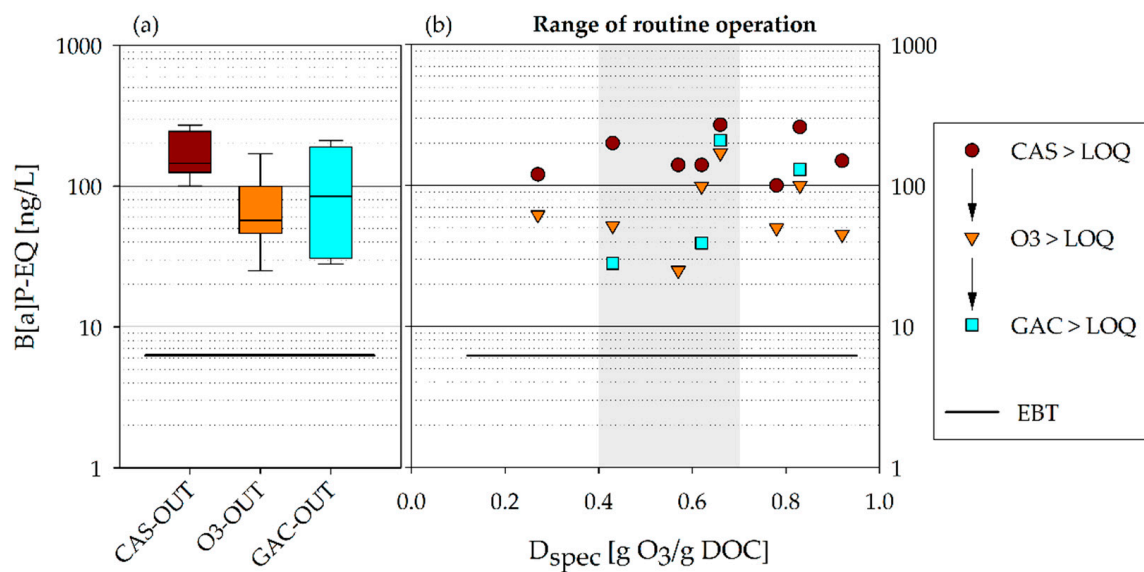 (a)
(b)
Range of routine operation
B[a]P-EQ [ng/L]
1000
100
10
1
CAS-OUT
O3-OUT
GAC-OUT
1000
100
10
1
0.0 0.2 0.4 0.6 0.8 1.0
Dspec [g O3/g DOC]
CAS > LOQ
O3 > LOQ
GAC > LOQ
EBT